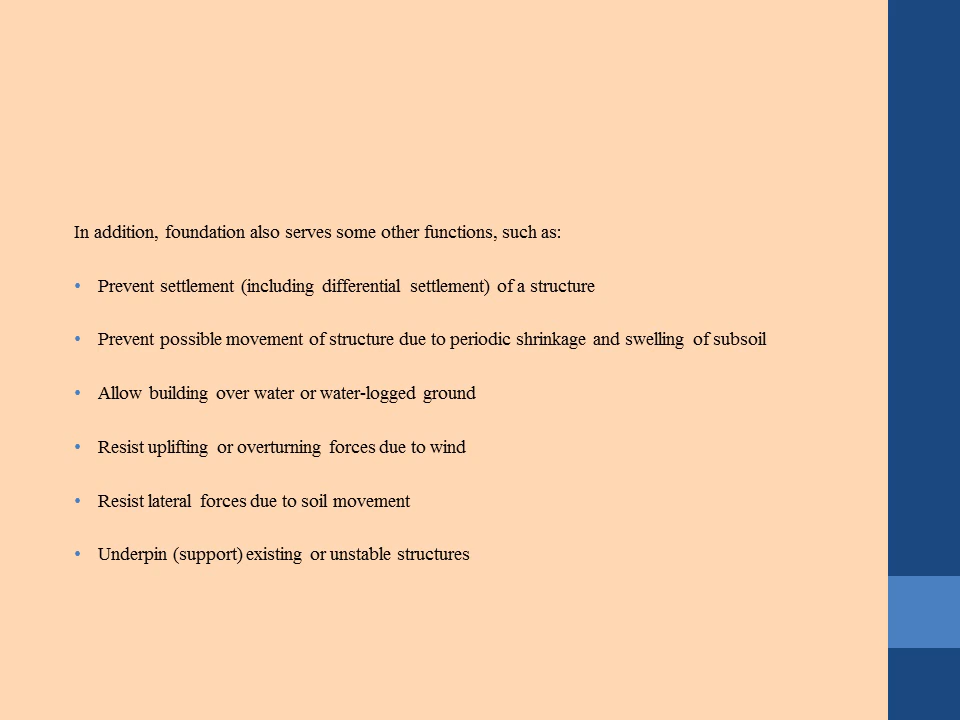 In addition, foundation also serves some other functions, such as:
• Prevent settlement (including differential settlement) of a structure
• Prevent possible movement of structure due to periodic shrinkage and swelling of subsoil
• Allow building over water or water-logged ground
• Resist uplifting or overturning forces due to wind
• Resist lateral forces due to soil movement
• Underpin (support) existing or unstable structures